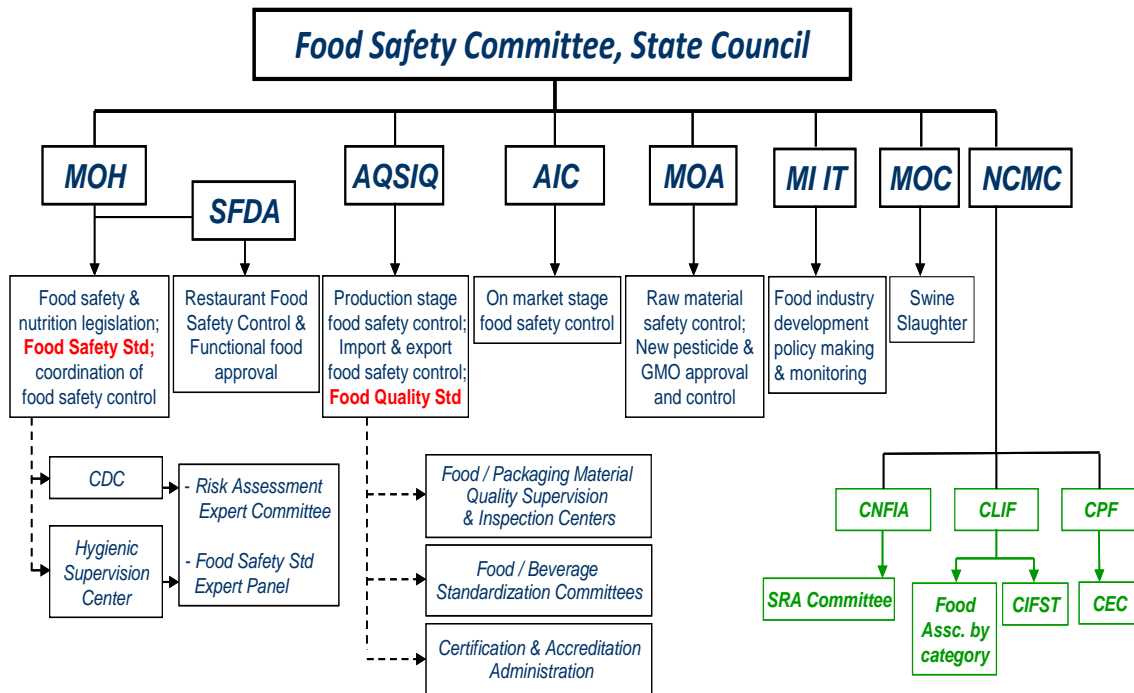 Food Safety Committee, State Council
MOH
SFDA
AQSIQ
AIC
MOA
MI IT
MOC
NCMC
Food safety &
nutrition legislation;
Food Safety Std;
coordination of
food safety control
Restaurant Food
Safety Control &
Functional food
approval
Production stage
food safety control;
Import & export
food safety control;
Food Quality Std
On market stage
food safety control
Raw material
safety control;
New pesticide &
GMO approval
and control
Food industry
development
policy making
& monitoring
Swine
Slaughter
CDC
Hygienic
Supervision
Center
- Risk Assessment
Expert Committee
- Food Safety Std
Expert Panel
Food / Packaging Material
Quality Supervision
& Inspection Centers
Food / Beverage
Standardization Committees
Certification & Accreditation
Administration
CNFIA
CLIF
CPF
SRA Committee
Food
Assc. by
category
CIFST
CEC